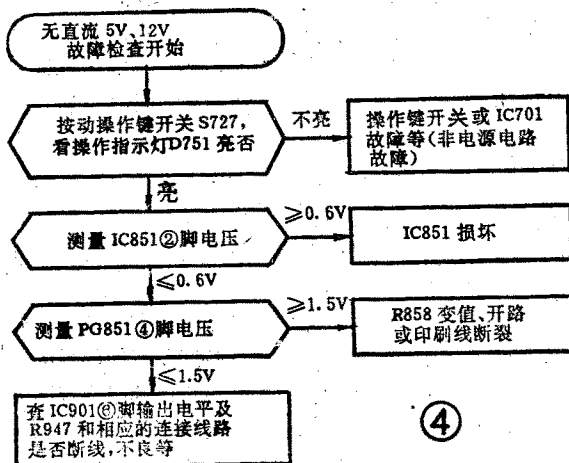 无直流 5V、12V
故障检查开始
按动操作键开关 S727,
看操作指示灯D751 亮否
不亮
操作键开关或 IC701
故障等(非电源电路
故障)
亮
测量 IC851②脚电压
≥0.6V
IC851 损坏
≤0.6V
测量 PG851④脚电压
≥1.5V
R858 变值、开路
或印刷线断裂
≤1.5V
查 IC901⑥脚输出电平及
R947 和相应的连接线路
是否断线,不良等
④